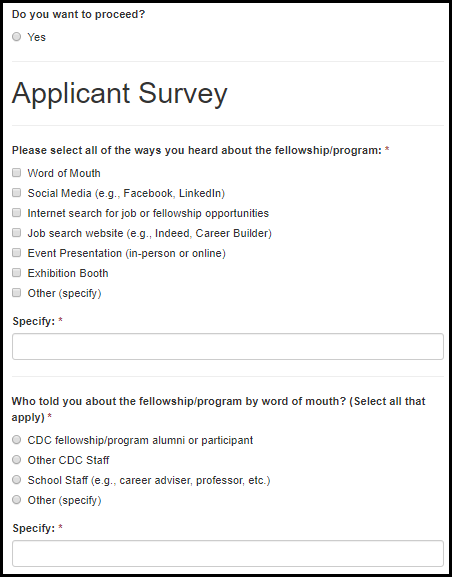 Do you want to proceed?
Yes
Applicant Survey
Please select all of the ways you heard about the fellowship/program: *
Word of Mouth
Social Media (e.g., Facebook, LinkedIn)
Internet search for job or fellowship opportunities
Job search website (e.g., Indeed, Career Builder)
Event Presentation (in-person or online)
Exhibition Booth
Other (specify)
Specify: *
Who told you about the fellowship/program by word of mouth? (Select all that
apply) *
CDC fellowship/program alumni or participant
Other CDC Staff
School Staff (e.g., career adviser, professor, etc.)
Other (specify)
Specify: *